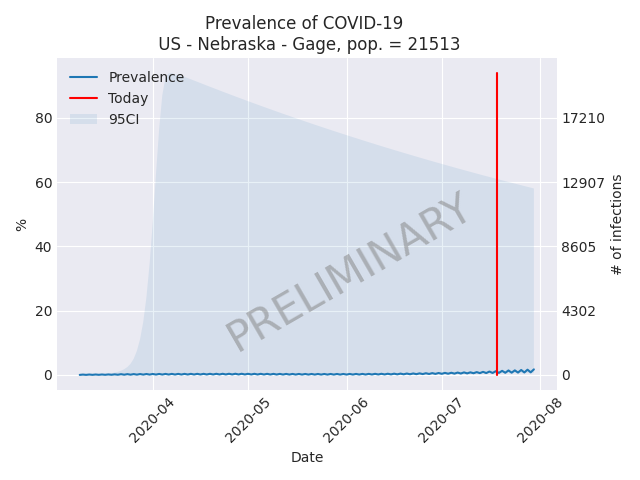 Prevalence of COVID-19
US - Nebraska - Gage, pop. = 21513
Prevalence
Today
95CI
80
60
40
20
0
%
17210
12907
8605
4302
0
# of infections
PRELIMINARY
2020-04
2020-05
2020-06
2020-07
2020-08
Date